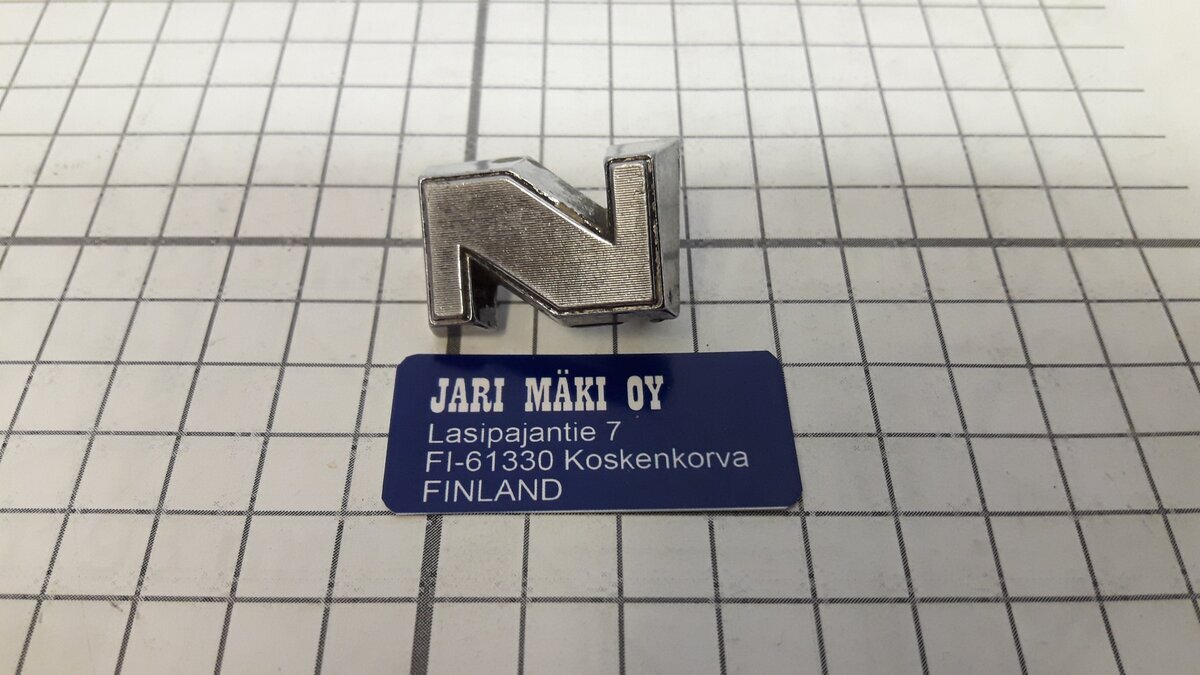 N
JARI MÄKI OY
Lasipajantie 7
FI-61330 Koskenkorva
FINLAND